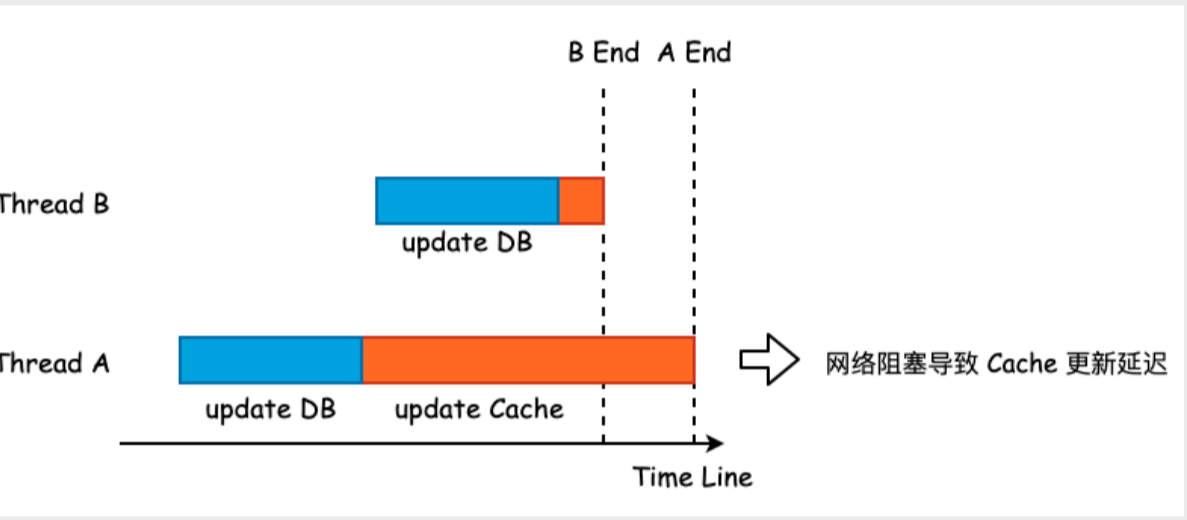 B End A End
Thread B
update DB
Thread A
网络阻塞导致 Cache 更新延迟
update DB update Cache
Time Line